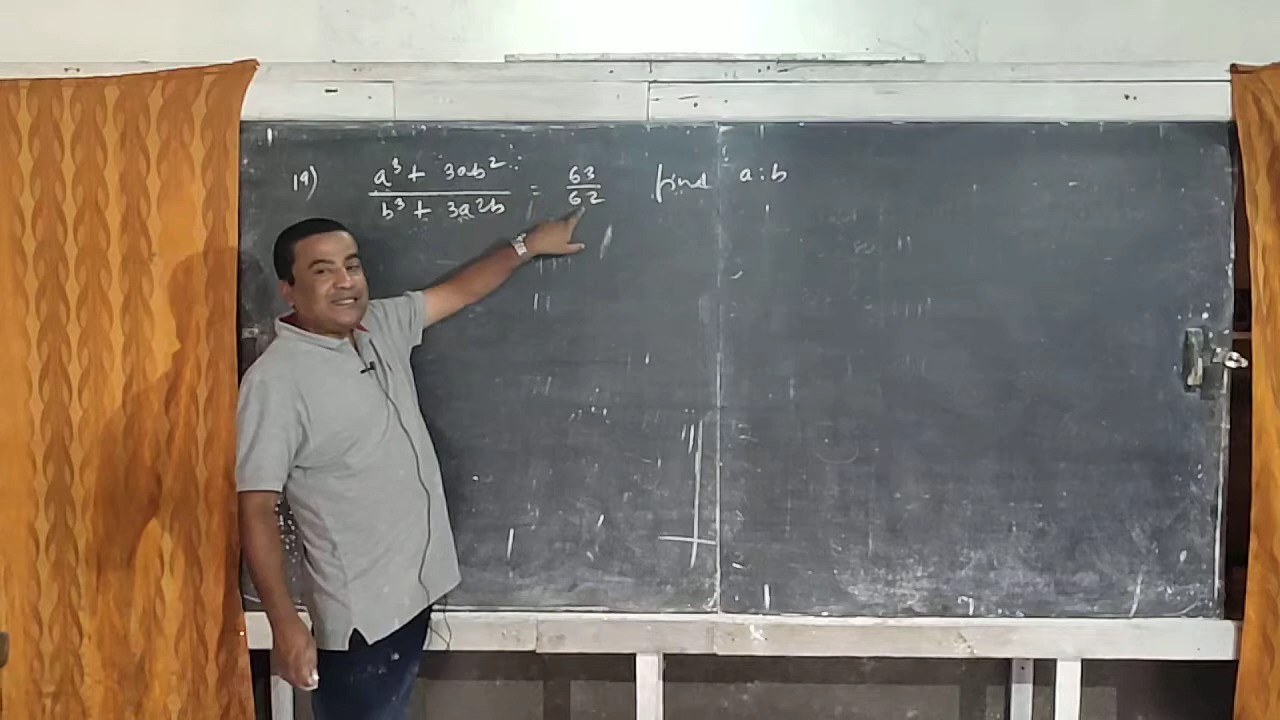 19) a³ + 3ab² / b³ + 3a²b = 63/62 find a:b